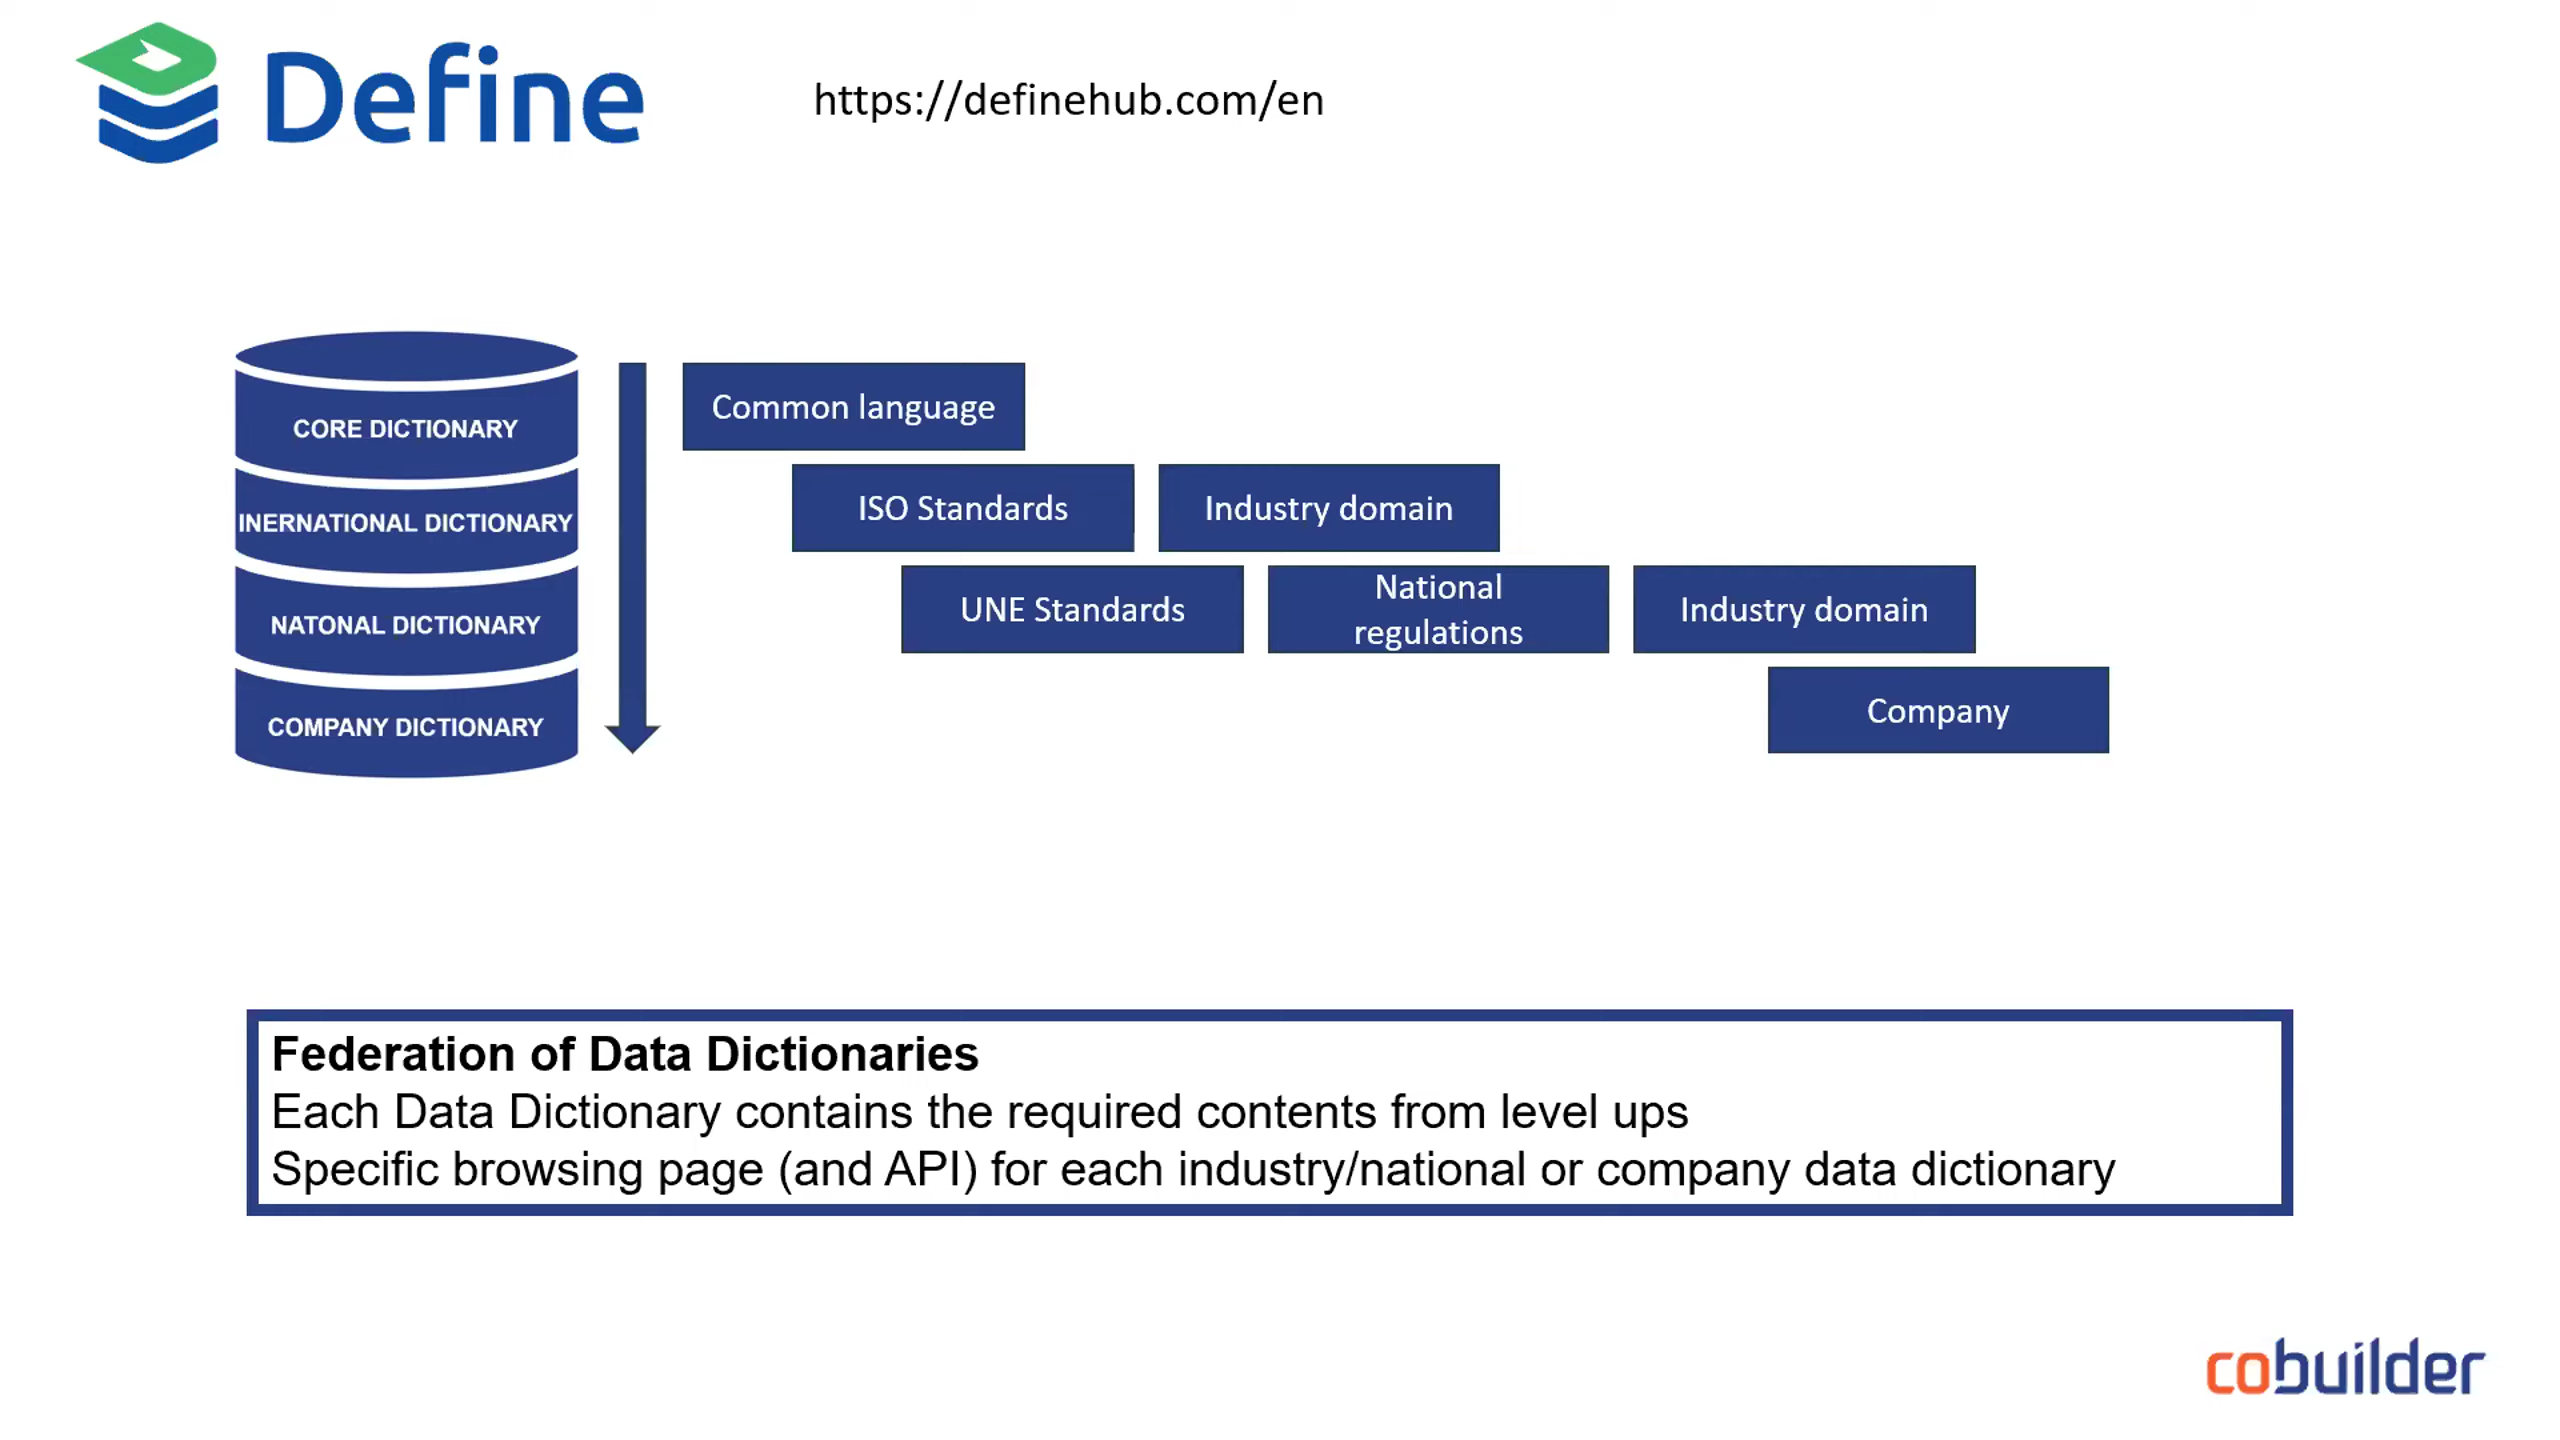 Define
https://definehub.com/en
CORE DICTIONARY
Common language
INERNATIONAL DICTIONARY
ISO Standards
Industry domain
NATONAL DICTIONARY
UNE Standards
National
regulations
Industry domain
COMPANY DICTIONARY
Company
Federation of Data Dictionaries
Each Data Dictionary contains the required contents from level ups
Specific browsing page (and API) for each industry/national or company data dictionary
cobuilder